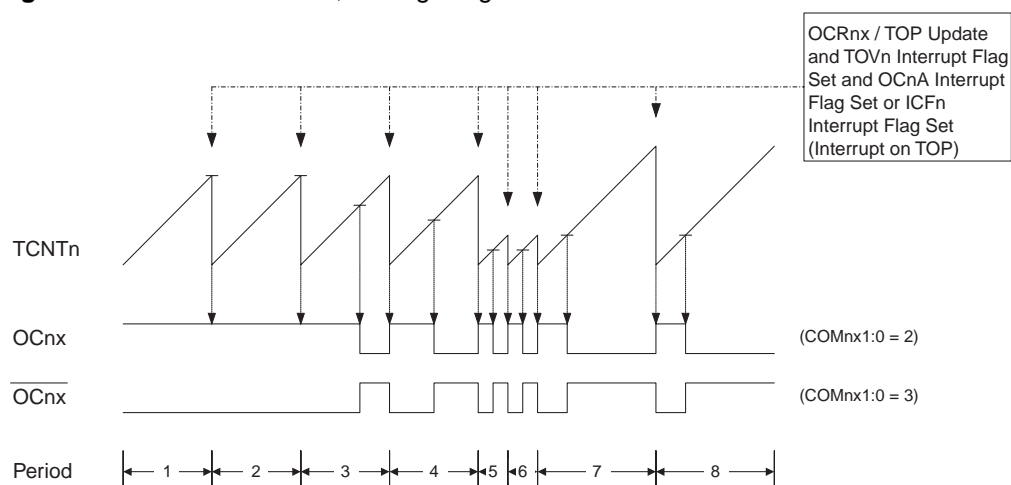 OCRnx / TOP Update
and TOVn Interrupt Flag
Set and OCnA Interrupt
Flag Set or ICFn
Interrupt Flag Set
(Interrupt on TOP)
TCNTn
OCnx
(COMnx1:0 = 2)
OCnx
(COMnx1:0 = 3)
Period
1 2 3 4 5 6 7 8